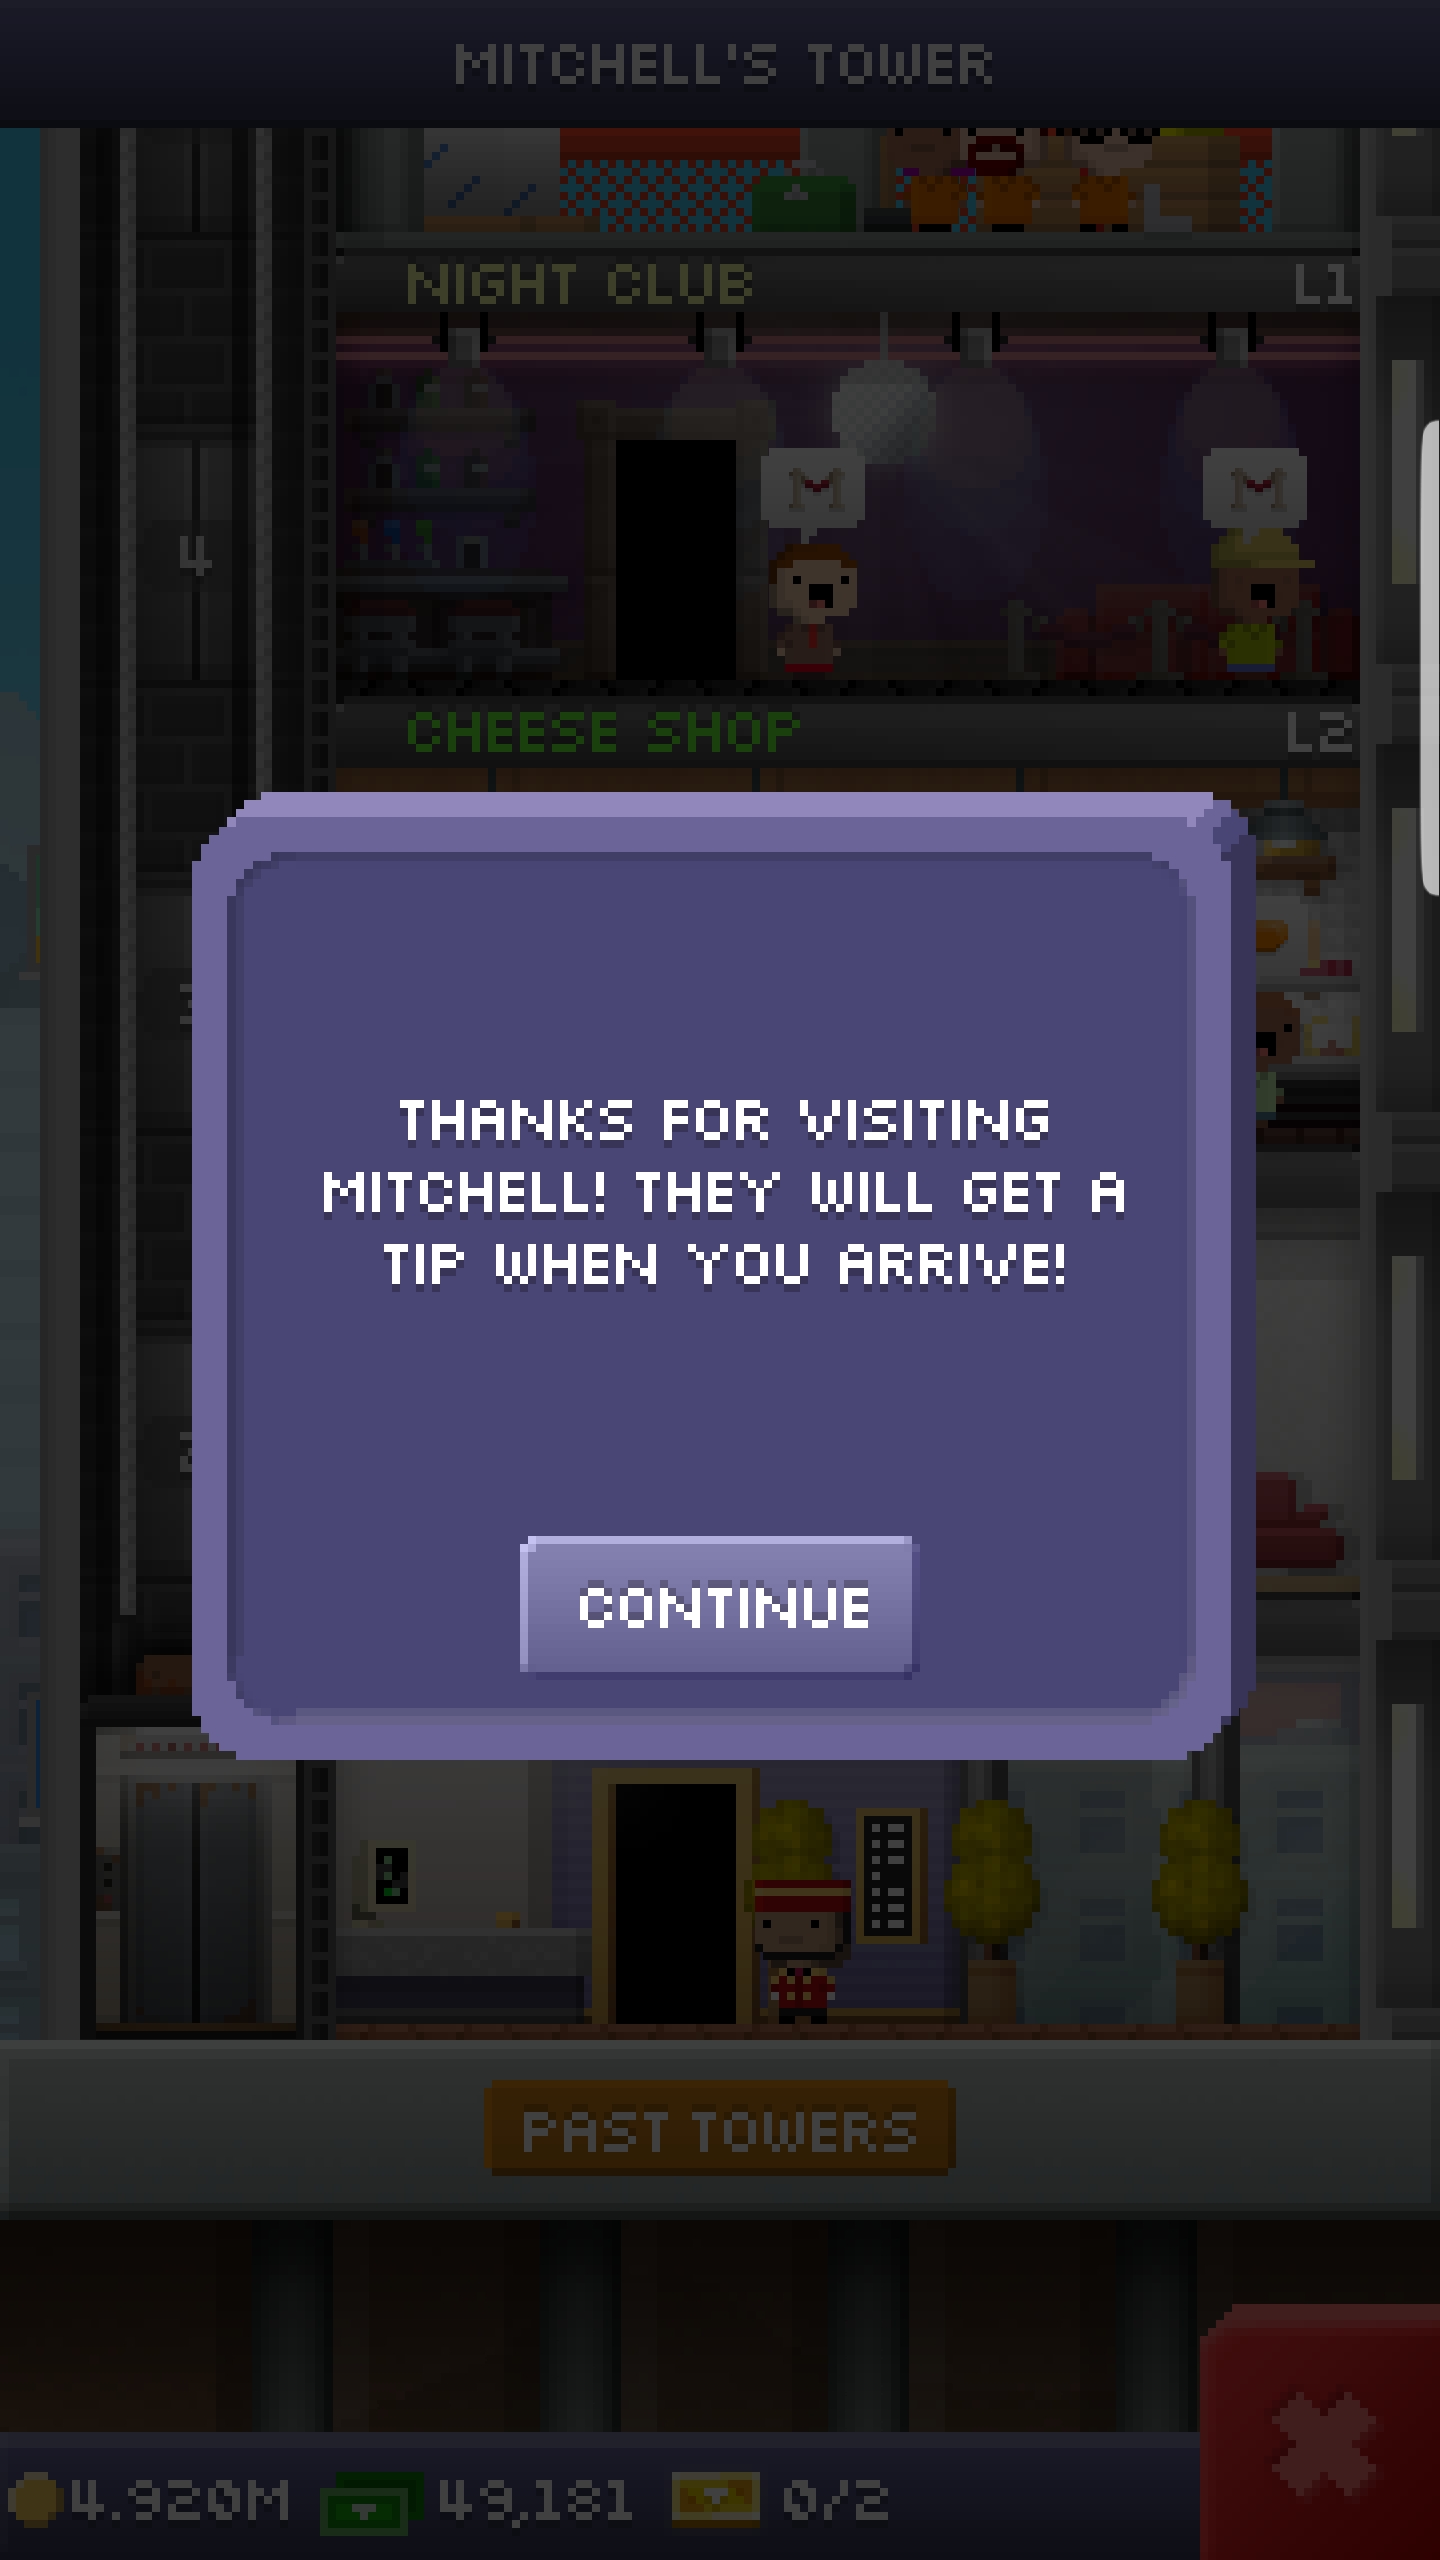 MITCHELL'S TOWER
NIGHT CLUB L1
M M
4
CHEESE SHOP L2
THANKS FOR VISITING
MITCHELL! THEY WILL GET A
TIP WHEN YOU ARRIVE!
CONTINUE
PAST TOWERS
4.920M 49,181 0/2